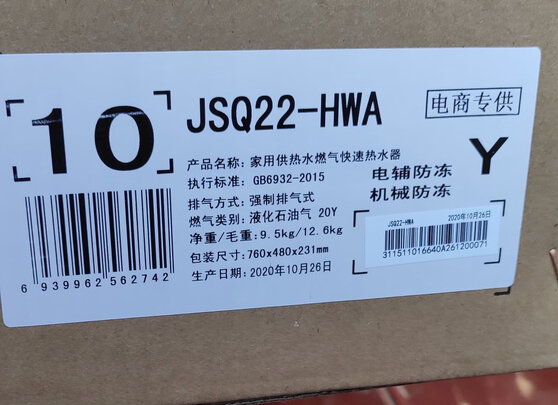 10
JSQ22-HWA
电商专供
产品名称: 家用供热水燃气快速热水器
执行标准: GB6932-2015
排气方式: 强制排气式
燃气类别: 液化石油气 20Y
净重/毛重: 9.5kg/12.6kg
包装尺寸: 760x480x231mm
生产日期: 2020年10月26日
Y
电辅防冻
机械防冻
JSQ22-HWA 2020年10月26日
311511016640A261200071
6 939962 562742